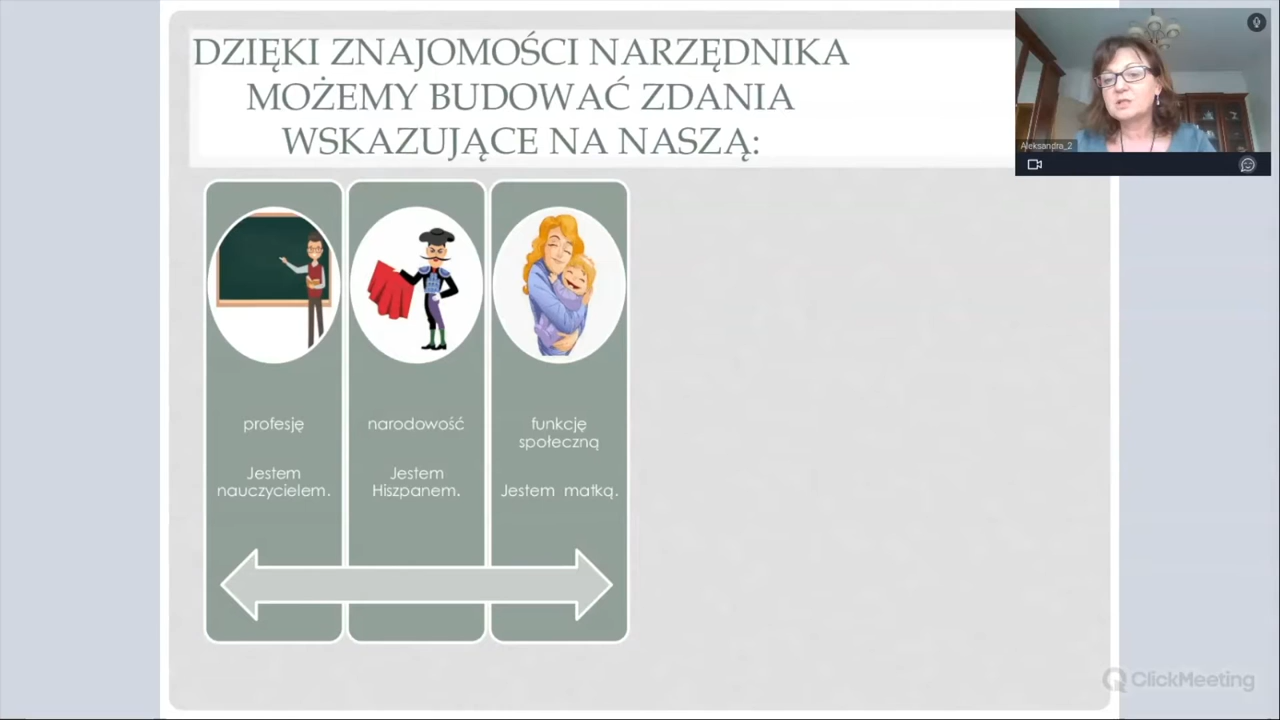 DZIĘKI ZNAJOMOŚCI NARZĘDNIKA
MOŻEMY BUDOWAĆ ZDANIA
WSKAZUJĄCE NA NASZĄ:
Aleksandra_2
profesję
Jestem
nauczycielem.
narodowość
Jestem
Hiszpanem.
funkcję
społeczną
Jestem matką.
ClickMeeting